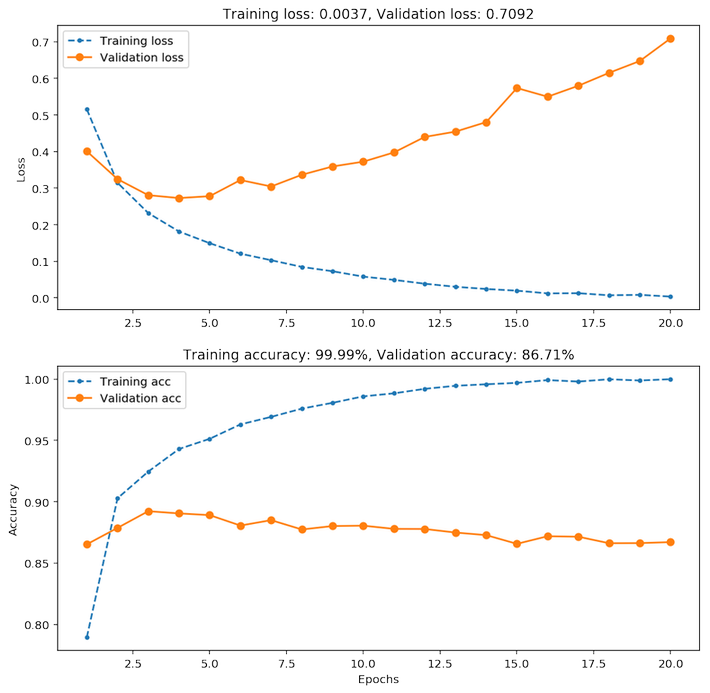 Training loss: 0.0037, Validation loss: 0.7092
0.7
0.6
0.5
0.4
0.3
0.2
0.1
0.0
Loss
Training loss
Validation loss
2.5 5.0 7.5 10.0 12.5 15.0 17.5 20.0
Training accuracy: 99.99%, Validation accuracy: 86.71%
1.00
0.95
0.90
0.85
0.80
Accuracy
Training acc
Validation acc
2.5 5.0 7.5 10.0 12.5 15.0 17.5 20.0
Epochs